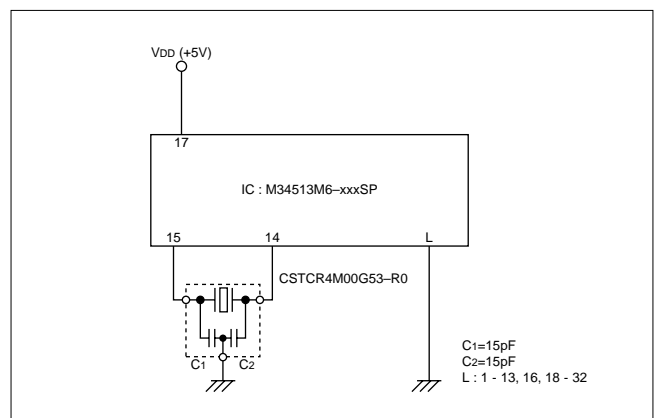 VDD (+5V)
17
IC : M34513M6–xxxSP
15 14 L
CSTCR4M00G53–R0
C1 C2
C1=15pF
C2=15pF
L : 1 - 13, 16, 18 - 32